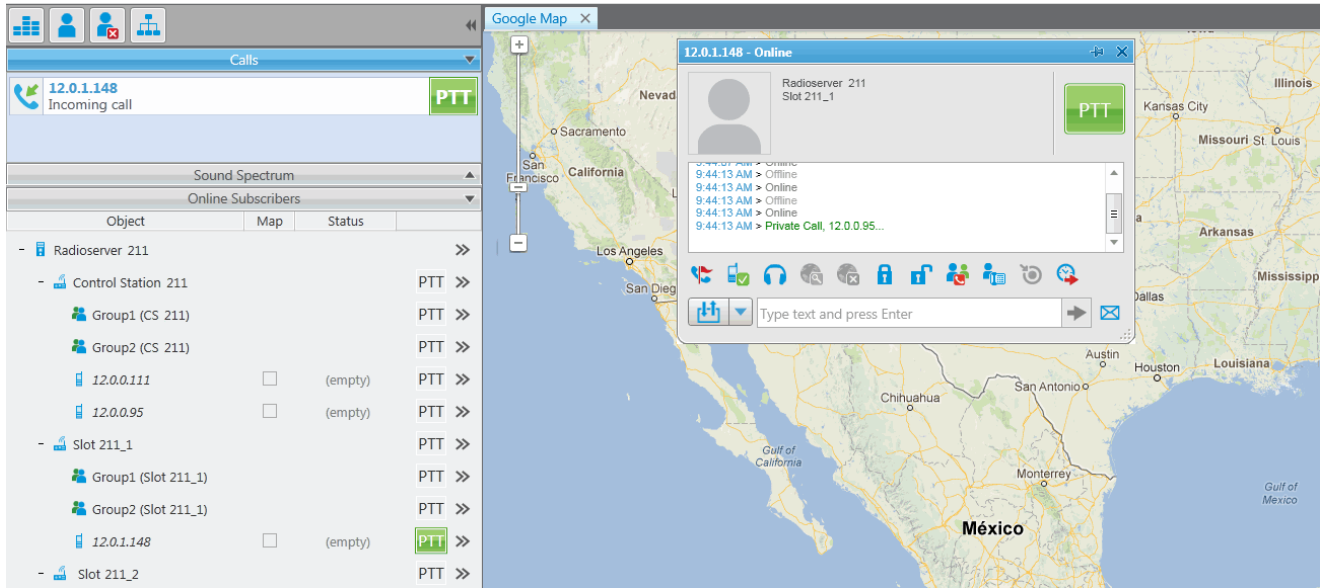 Calls
12.0.1.148
Incoming call
PTT
Sound Spectrum
Online Subscribers
Object Map Status
- Radioserver 211
- Control Station 211 PTT
Group1 (CS 211) PTT
Group2 (CS 211) PTT
12.0.0.111 (empty) PTT
12.0.0.95 (empty) PTT
- Slot 211_1 PTT
Group1 (Slot 211_1) PTT
Group2 (Slot 211_1) PTT
12.0.1.148 (empty) PTT
- Slot 211_2 PTT
Google Map
12.0.1.148 - Online
Radioserver 211
Slot 211_1
PTT
9:44:13 AM > Offline
9:44:13 AM > Online
9:44:13 AM > Offline
9:44:13 AM > Online
9:44:13 AM > Private Call, 12.0.0.95...
Type text and press Enter
Nevad
Sacramento
San
Francisco
California
Los Angeles
San Dieg
Illinois
Kansas City
Missouri
St. Louis
Arkansas
Mississipp
Dallas
Austin
Houston
Louisiana
San Antonio
Chihuahua
Gulf of
California
Monterrey
México
Gulf of
Mexico